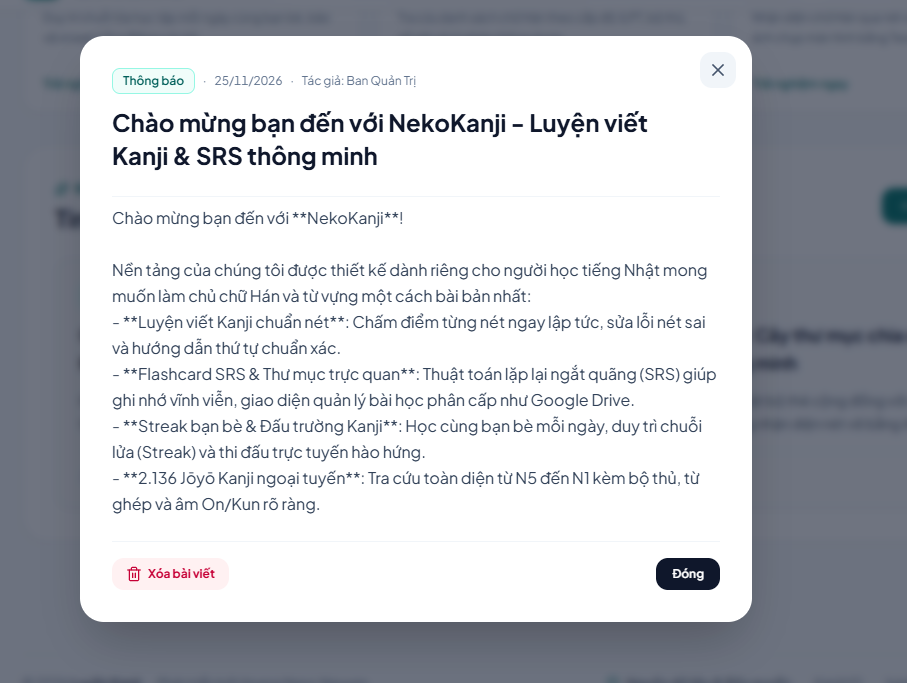 Thông báo · 25/11/2026 · Tác giả: Ban Quản Trị
Chào mừng bạn đến với NekoKanji – Luyện viết
Kanji & SRS thông minh
Chào mừng bạn đến với **NekoKanji**!
Nền tảng của chúng tôi được thiết kế dành riêng cho người học tiếng Nhật mong
muốn làm chủ chữ Hán và từ vựng một cách bài bản nhất:
- **Luyện viết Kanji chuẩn nét**: Chấm điểm từng nét ngay lập tức, sửa lỗi nét sai
và hướng dẫn thứ tự chuẩn xác.
- **Flashcard SRS & Thư mục trực quan**: Thuật toán lặp lại ngắt quãng (SRS) giúp
ghi nhớ vĩnh viễn, giao diện quản lý bài học phân cấp như Google Drive.
- **Streak bạn bè & Đấu trường Kanji**: Học cùng bạn bè mỗi ngày, duy trì chuỗi
lửa (Streak) và thi đấu trực tuyến hào hứng.
- **2.136 Jōyō Kanji ngoại tuyến**: Tra cứu toàn diện từ N5 đến N1 kèm bộ thủ, từ
ghép và âm On/Kun rõ ràng.
Xóa bài viết
Đóng